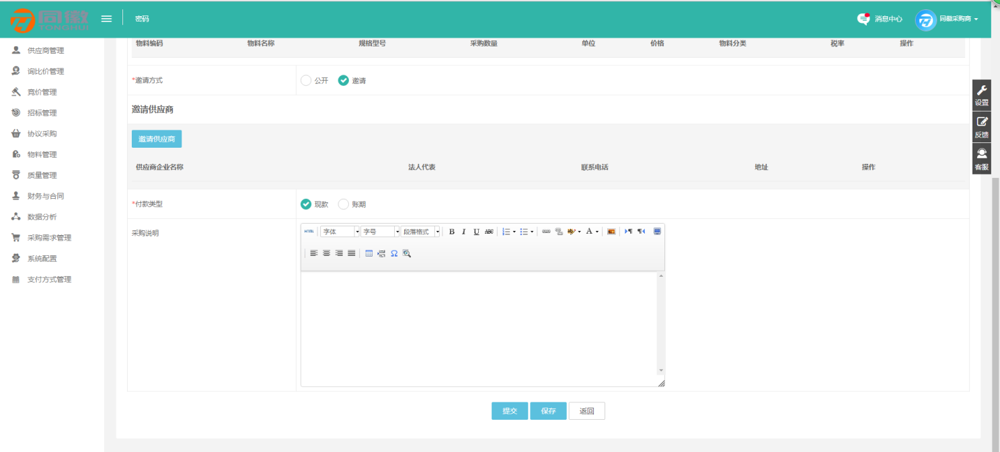 同徽
TONGHUI
密码
消息中心
同徽采购商
供应商管理
询比价管理
竞价管理
招标管理
协议采购
物料管理
质量管理
财务与合同
数据分析
采购需求管理
系统配置
支付方式管理
物料编码 物料名称 规格型号 采购数量 单位 价格 物料分类 税率 操作
*邀请方式 公开 邀请
邀请供应商
邀请供应商
供应商企业名称 法人代表 联系电话 地址 操作
*付款类型 现款 账期
采购说明
HTML 字体 字号 段落格式 B I U ABC ab A
Ω
提交 保存 返回
设置
反馈
客服